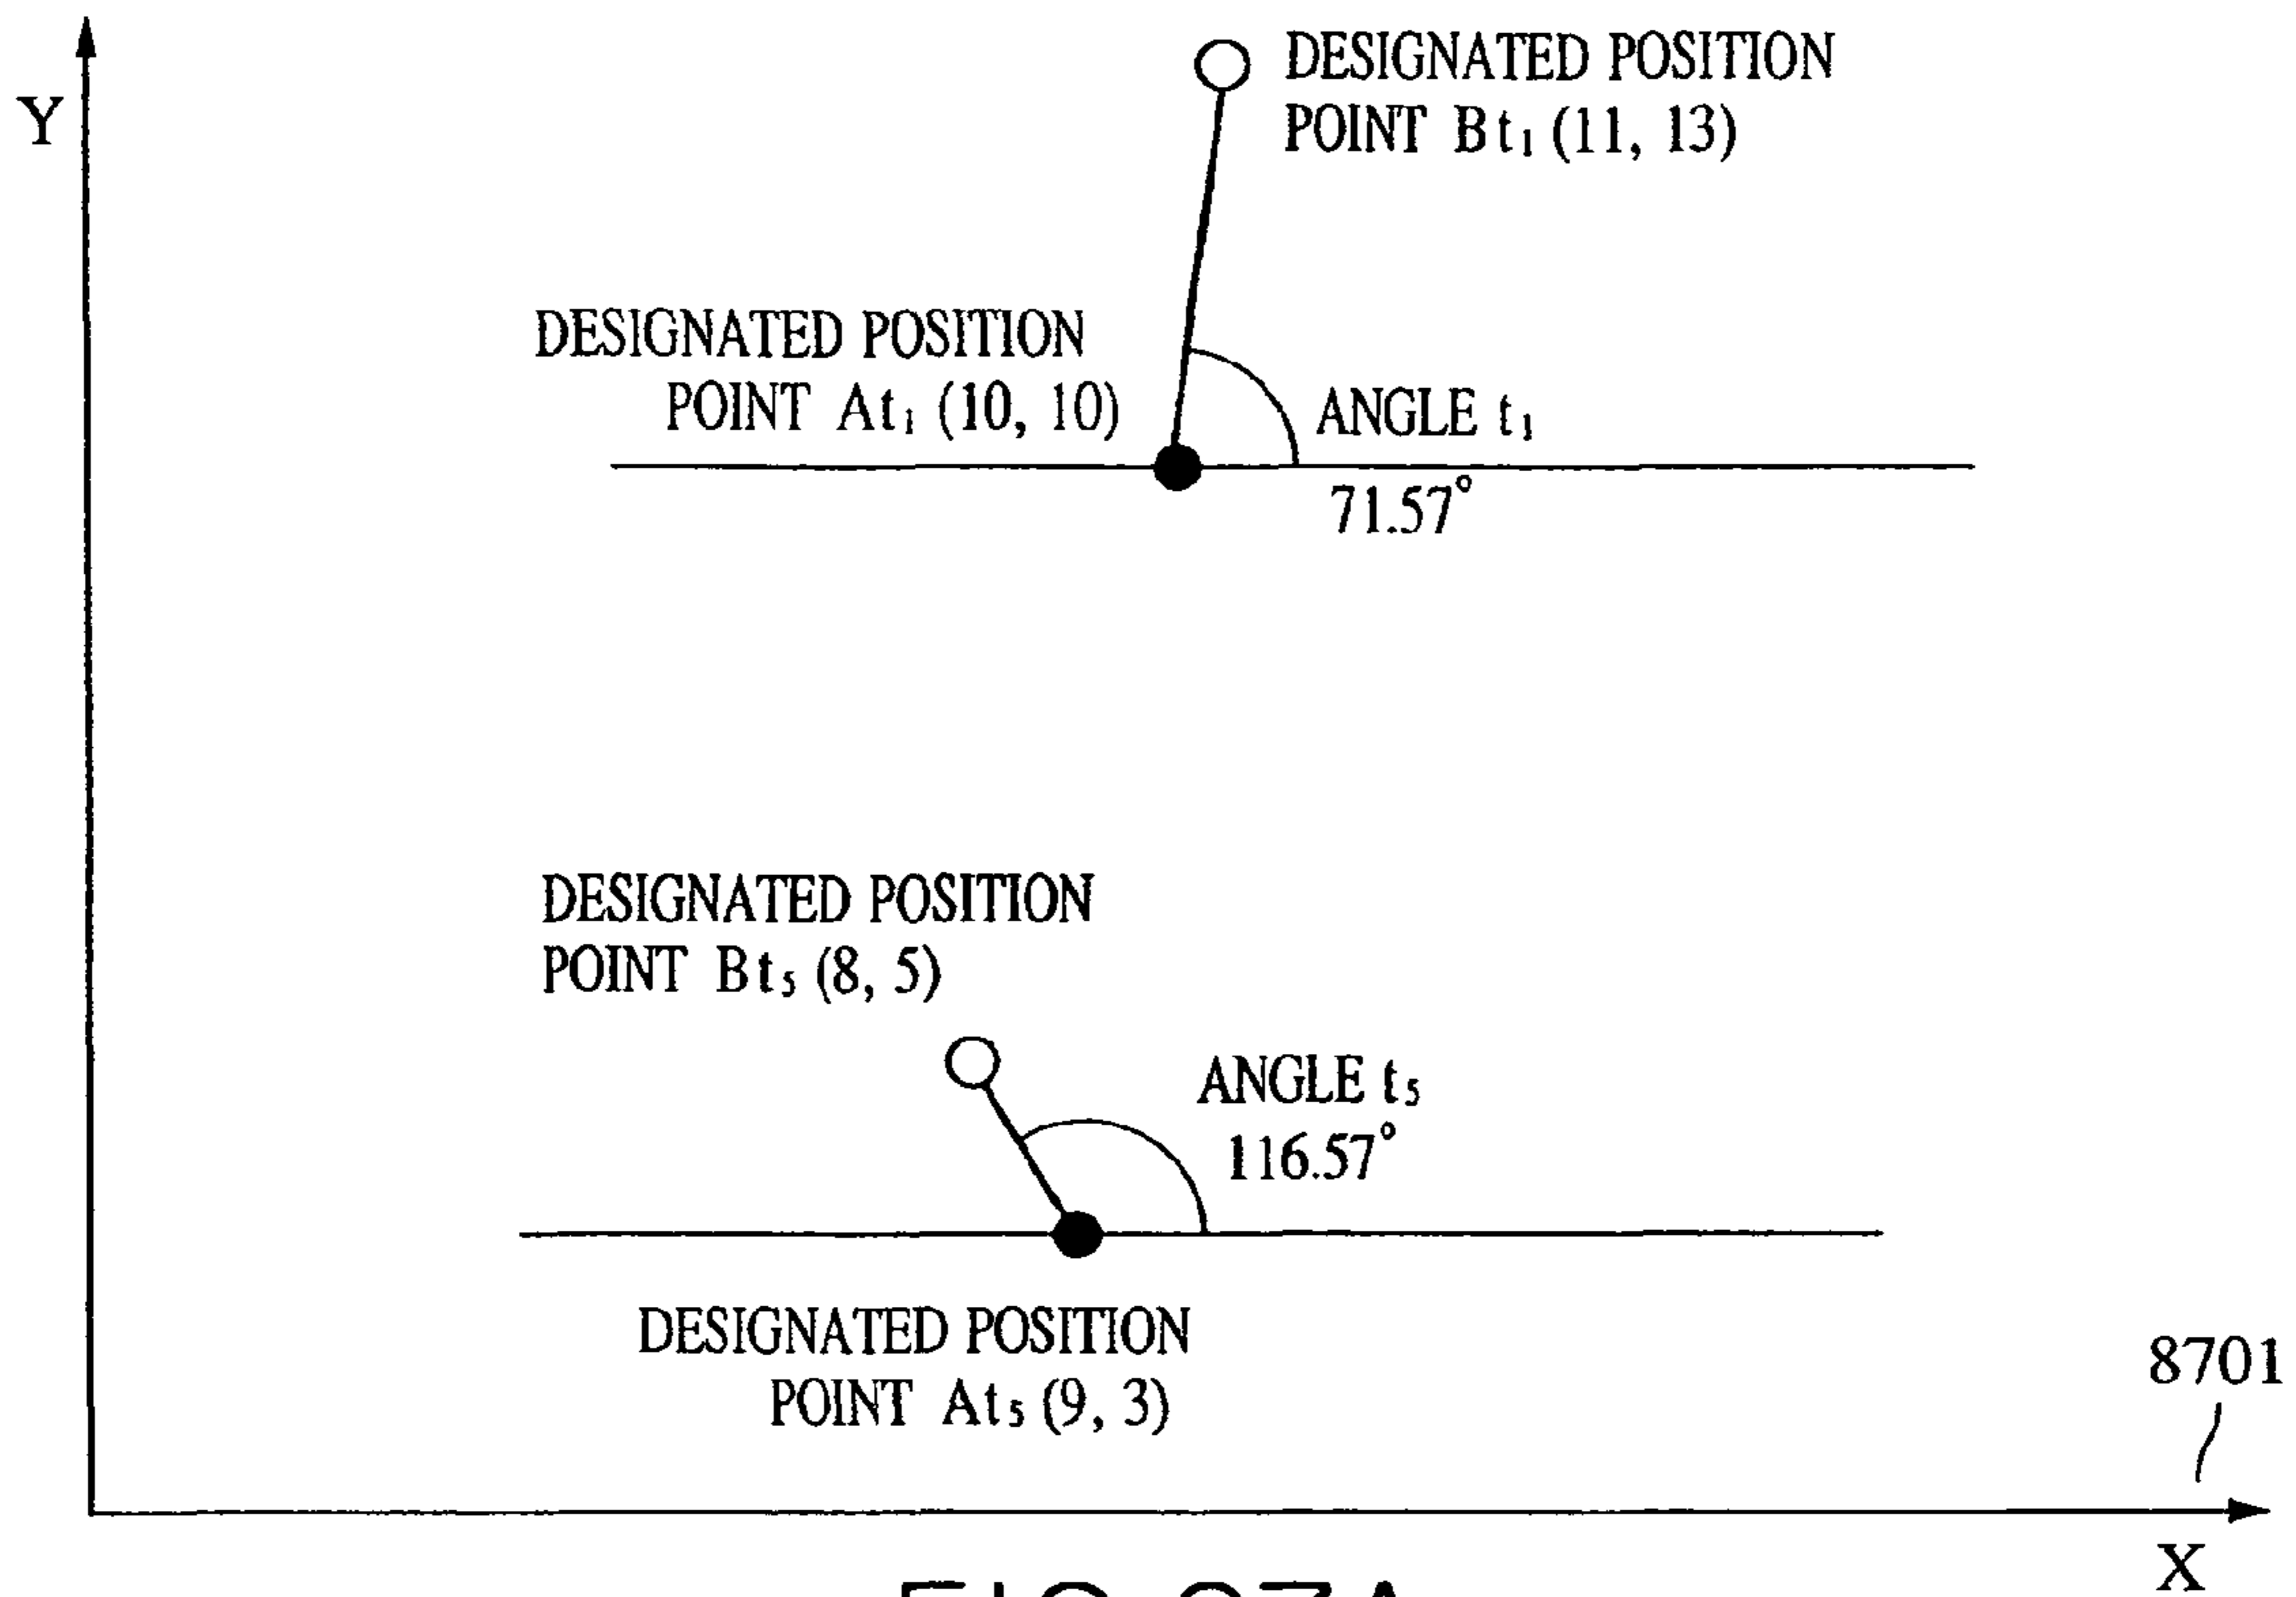 Y
DESIGNATED POSITION
POINT Bt₁ (11, 13)
DESIGNATED POSITION
POINT At₁ (10, 10)
ANGLE t₁
71.57°
DESIGNATED POSITION
POINT Bt₅ (8, 5)
ANGLE t₅
116.57°
DESIGNATED POSITION
POINT At₅ (9, 3)
8701
X